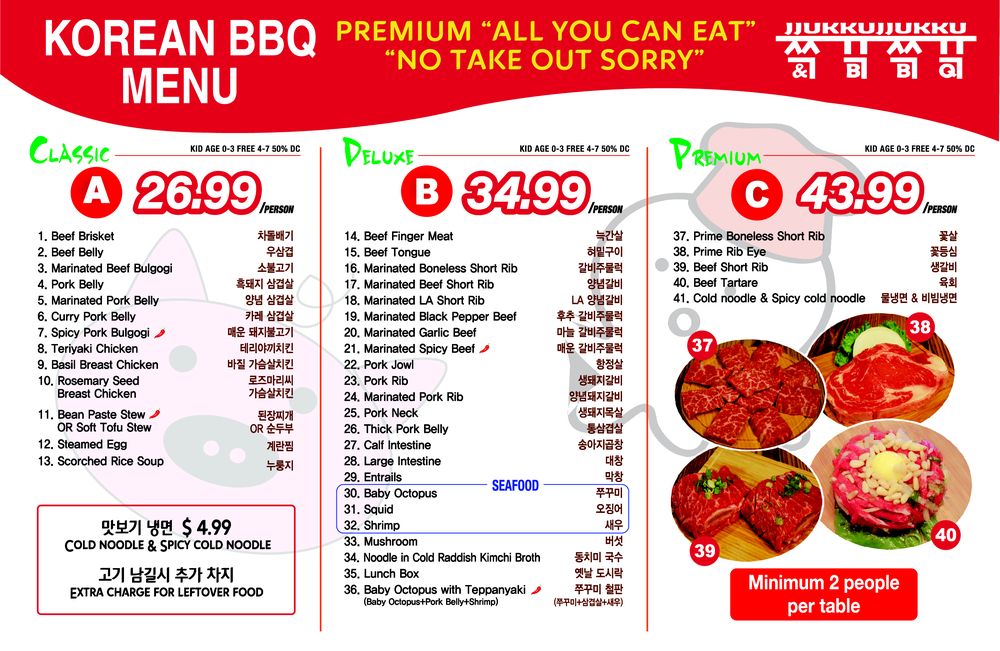 KOREAN BBQ
MENU
PREMIUM “ALL YOU CAN EAT”
“NO TAKE OUT SORRY”
JJUKKUJJUKKU
쭈꾸쭈꾸
& B B Q
CLASSIC
KID AGE 0-3 FREE 4-7 50% DC
A 26.99 /PERSON
1. Beef Brisket 차돌배기
2. Beef Belly 우삼겹
3. Marinated Beef Bulgogi 소불고기
4. Pork Belly 흑돼지 삼겹살
5. Marinated Pork Belly 양념 삼겹살
6. Curry Pork Belly 카레 삼겹살
7. Spicy Pork Bulgogi 매운 돼지불고기
8. Teriyaki Chicken 테리야끼치킨
9. Basil Breast Chicken 바질 가슴살치킨
10. Rosemary Seed 로즈마리씨
Breast Chicken 가슴살치킨
11. Bean Paste Stew 된장찌개
OR Soft Tofu Stew OR 순두부
12. Steamed Egg 계란찜
13. Scorched Rice Soup 누룽지
맛보기 냉면 $ 4.99
COLD NOODLE & SPICY COLD NOODLE
고기 남길시 추가 차지
EXTRA CHARGE FOR LEFTOVER FOOD
DELUXE
KID AGE 0-3 FREE 4-7 50% DC
B 34.99 /PERSON
14. Beef Finger Meat 늑간살
15. Beef Tongue 혀밑구이
16. Marinated Boneless Short Rib 갈비주물럭
17. Marinated Beef Short Rib 양념갈비
18. Marinated LA Short Rib LA 양념갈비
19. Marinated Black Pepper Beef 후추 갈비주물럭
20. Marinated Garlic Beef 마늘 갈비주물럭
21. Marinated Spicy Beef 매운 갈비주물럭
22. Pork Jowl 항정살
23. Pork Rib 생돼지갈비
24. Marinated Pork Rib 양념돼지갈비
25. Pork Neck 생돼지목살
26. Thick Pork Belly 통삼겹살
27. Calf Intestine 송아지곱창
28. Large Intestine 대창
29. Entrails 막창
SEAFOOD
30. Baby Octopus 쭈꾸미
31. Squid 오징어
32. Shrimp 새우
33. Mushroom 버섯
34. Noodle in Cold Raddish Kimchi Broth 동치미 국수
35. Lunch Box 옛날 도시락
36. Baby Octopus with Teppanyaki 쭈꾸미 철판
(Baby Octopus+Pork Belly+Shrimp) (쭈꾸미+삼겹살+새우)
PREMIUM
KID AGE 0-3 FREE 4-7 50% DC
C 43.99 /PERSON
37. Prime Boneless Short Rib 꽃살
38. Prime Rib Eye 꽃등심
39. Beef Short Rib 생갈비
40. Beef Tartare 육회
41. Cold noodle & Spicy cold noodle 물냉면 & 비빔냉면
37
38
39
40
Minimum 2 people
per table